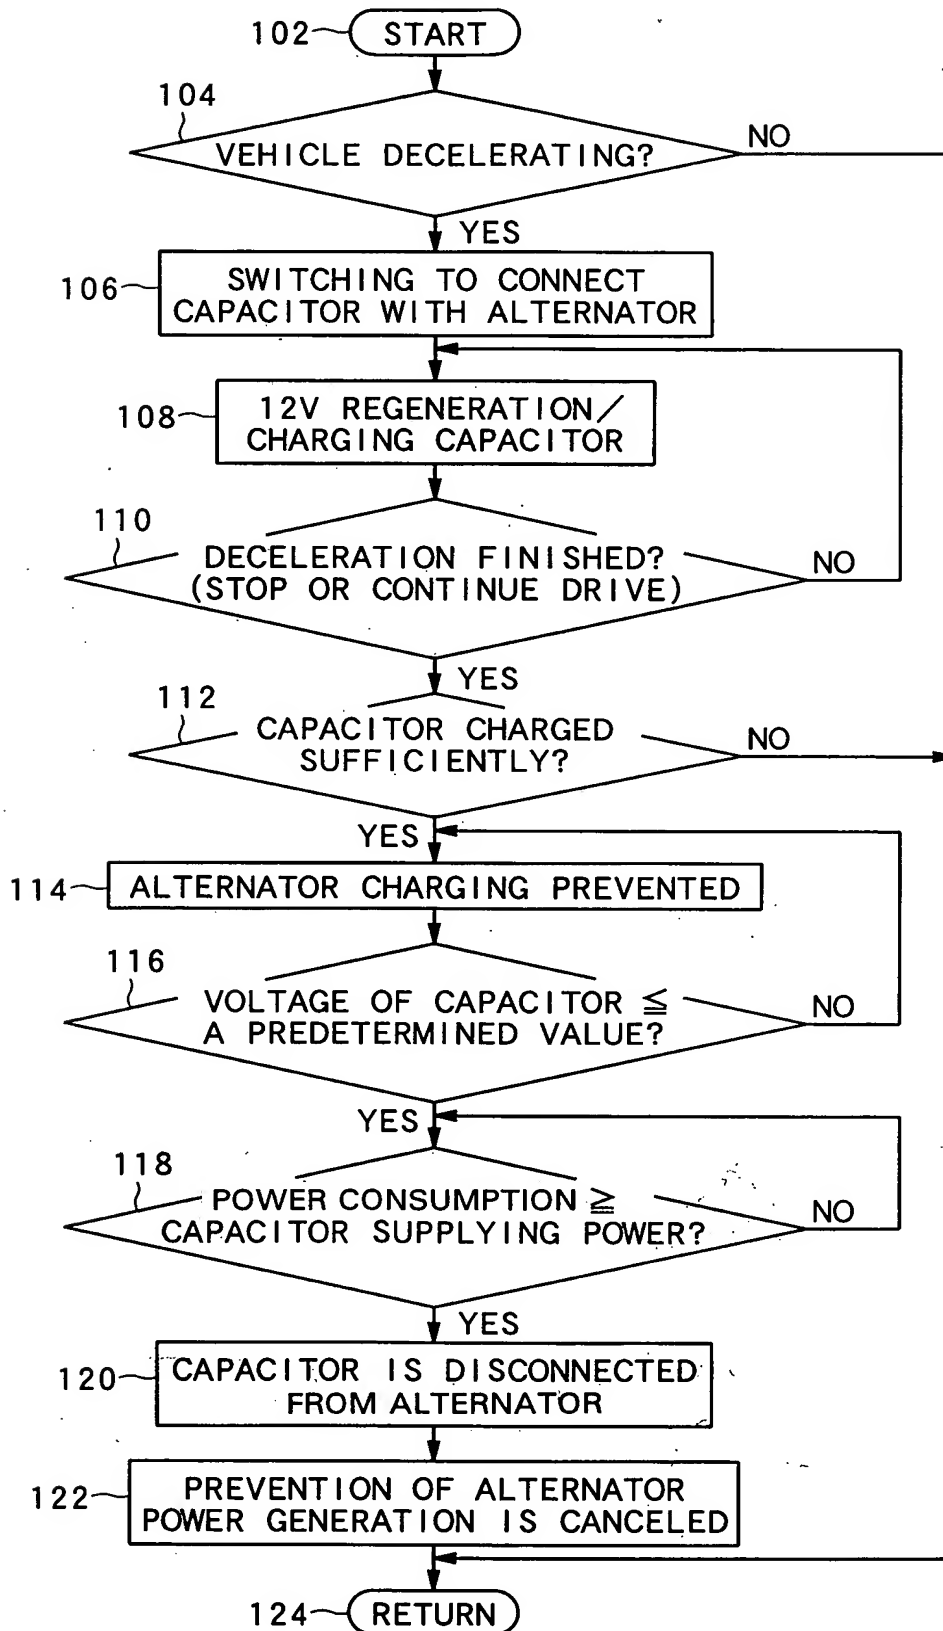 102
START
104
VEHICLE DECELERATING?
NO
YES
106
SWITCHING TO CONNECT
CAPACITOR WITH ALTERNATOR
108
12V REGENERATION/
CHARGING CAPACITOR
110
DECELERATION FINISHED?
(STOP OR CONTINUE DRIVE)
NO
YES
112
CAPACITOR CHARGED
SUFFICIENTLY?
NO
YES
114
ALTERNATOR CHARGING PREVENTED
116
VOLTAGE OF CAPACITOR ≦
A PREDETERMINED VALUE?
NO
YES
118
POWER CONSUMPTION ≧
CAPACITOR SUPPLYING POWER?
NO
YES
120
CAPACITOR IS DISCONNECTED
FROM ALTERNATOR
122
PREVENTION OF ALTERNATOR
POWER GENERATION IS CANCELED
124
RETURN